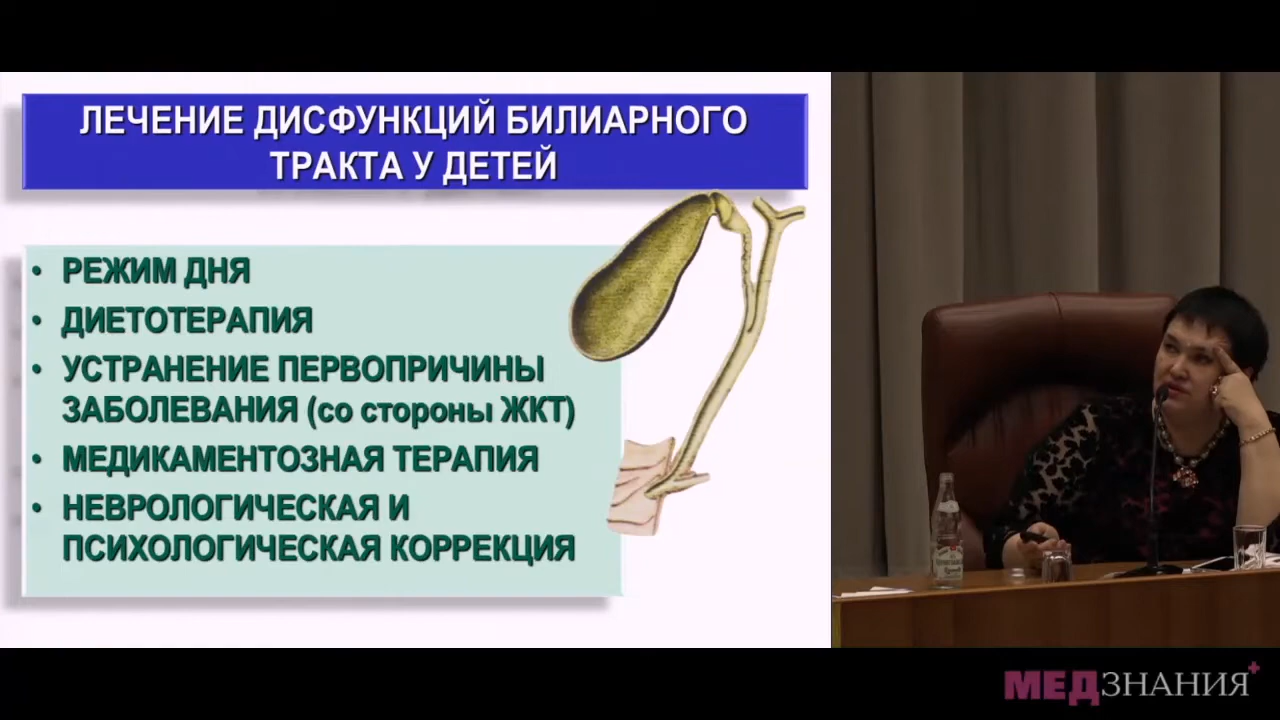 ЛЕЧЕНИЕ ДИСФУНКЦИЙ БИЛИАРНОГО
ТРАКТА У ДЕТЕЙ
• РЕЖИМ ДНЯ
• ДИЕТОТЕРАПИЯ
• УСТРАНЕНИЕ ПЕРВОПРИЧИНЫ
ЗАБОЛЕВАНИЯ (со стороны ЖКТ)
• МЕДИКАМЕНТОЗНАЯ ТЕРАПИЯ
• НЕВРОЛОГИЧЕСКАЯ И
ПСИХОЛОГИЧЕСКАЯ КОРРЕКЦИЯ
МЕДЗНАНИЯ+